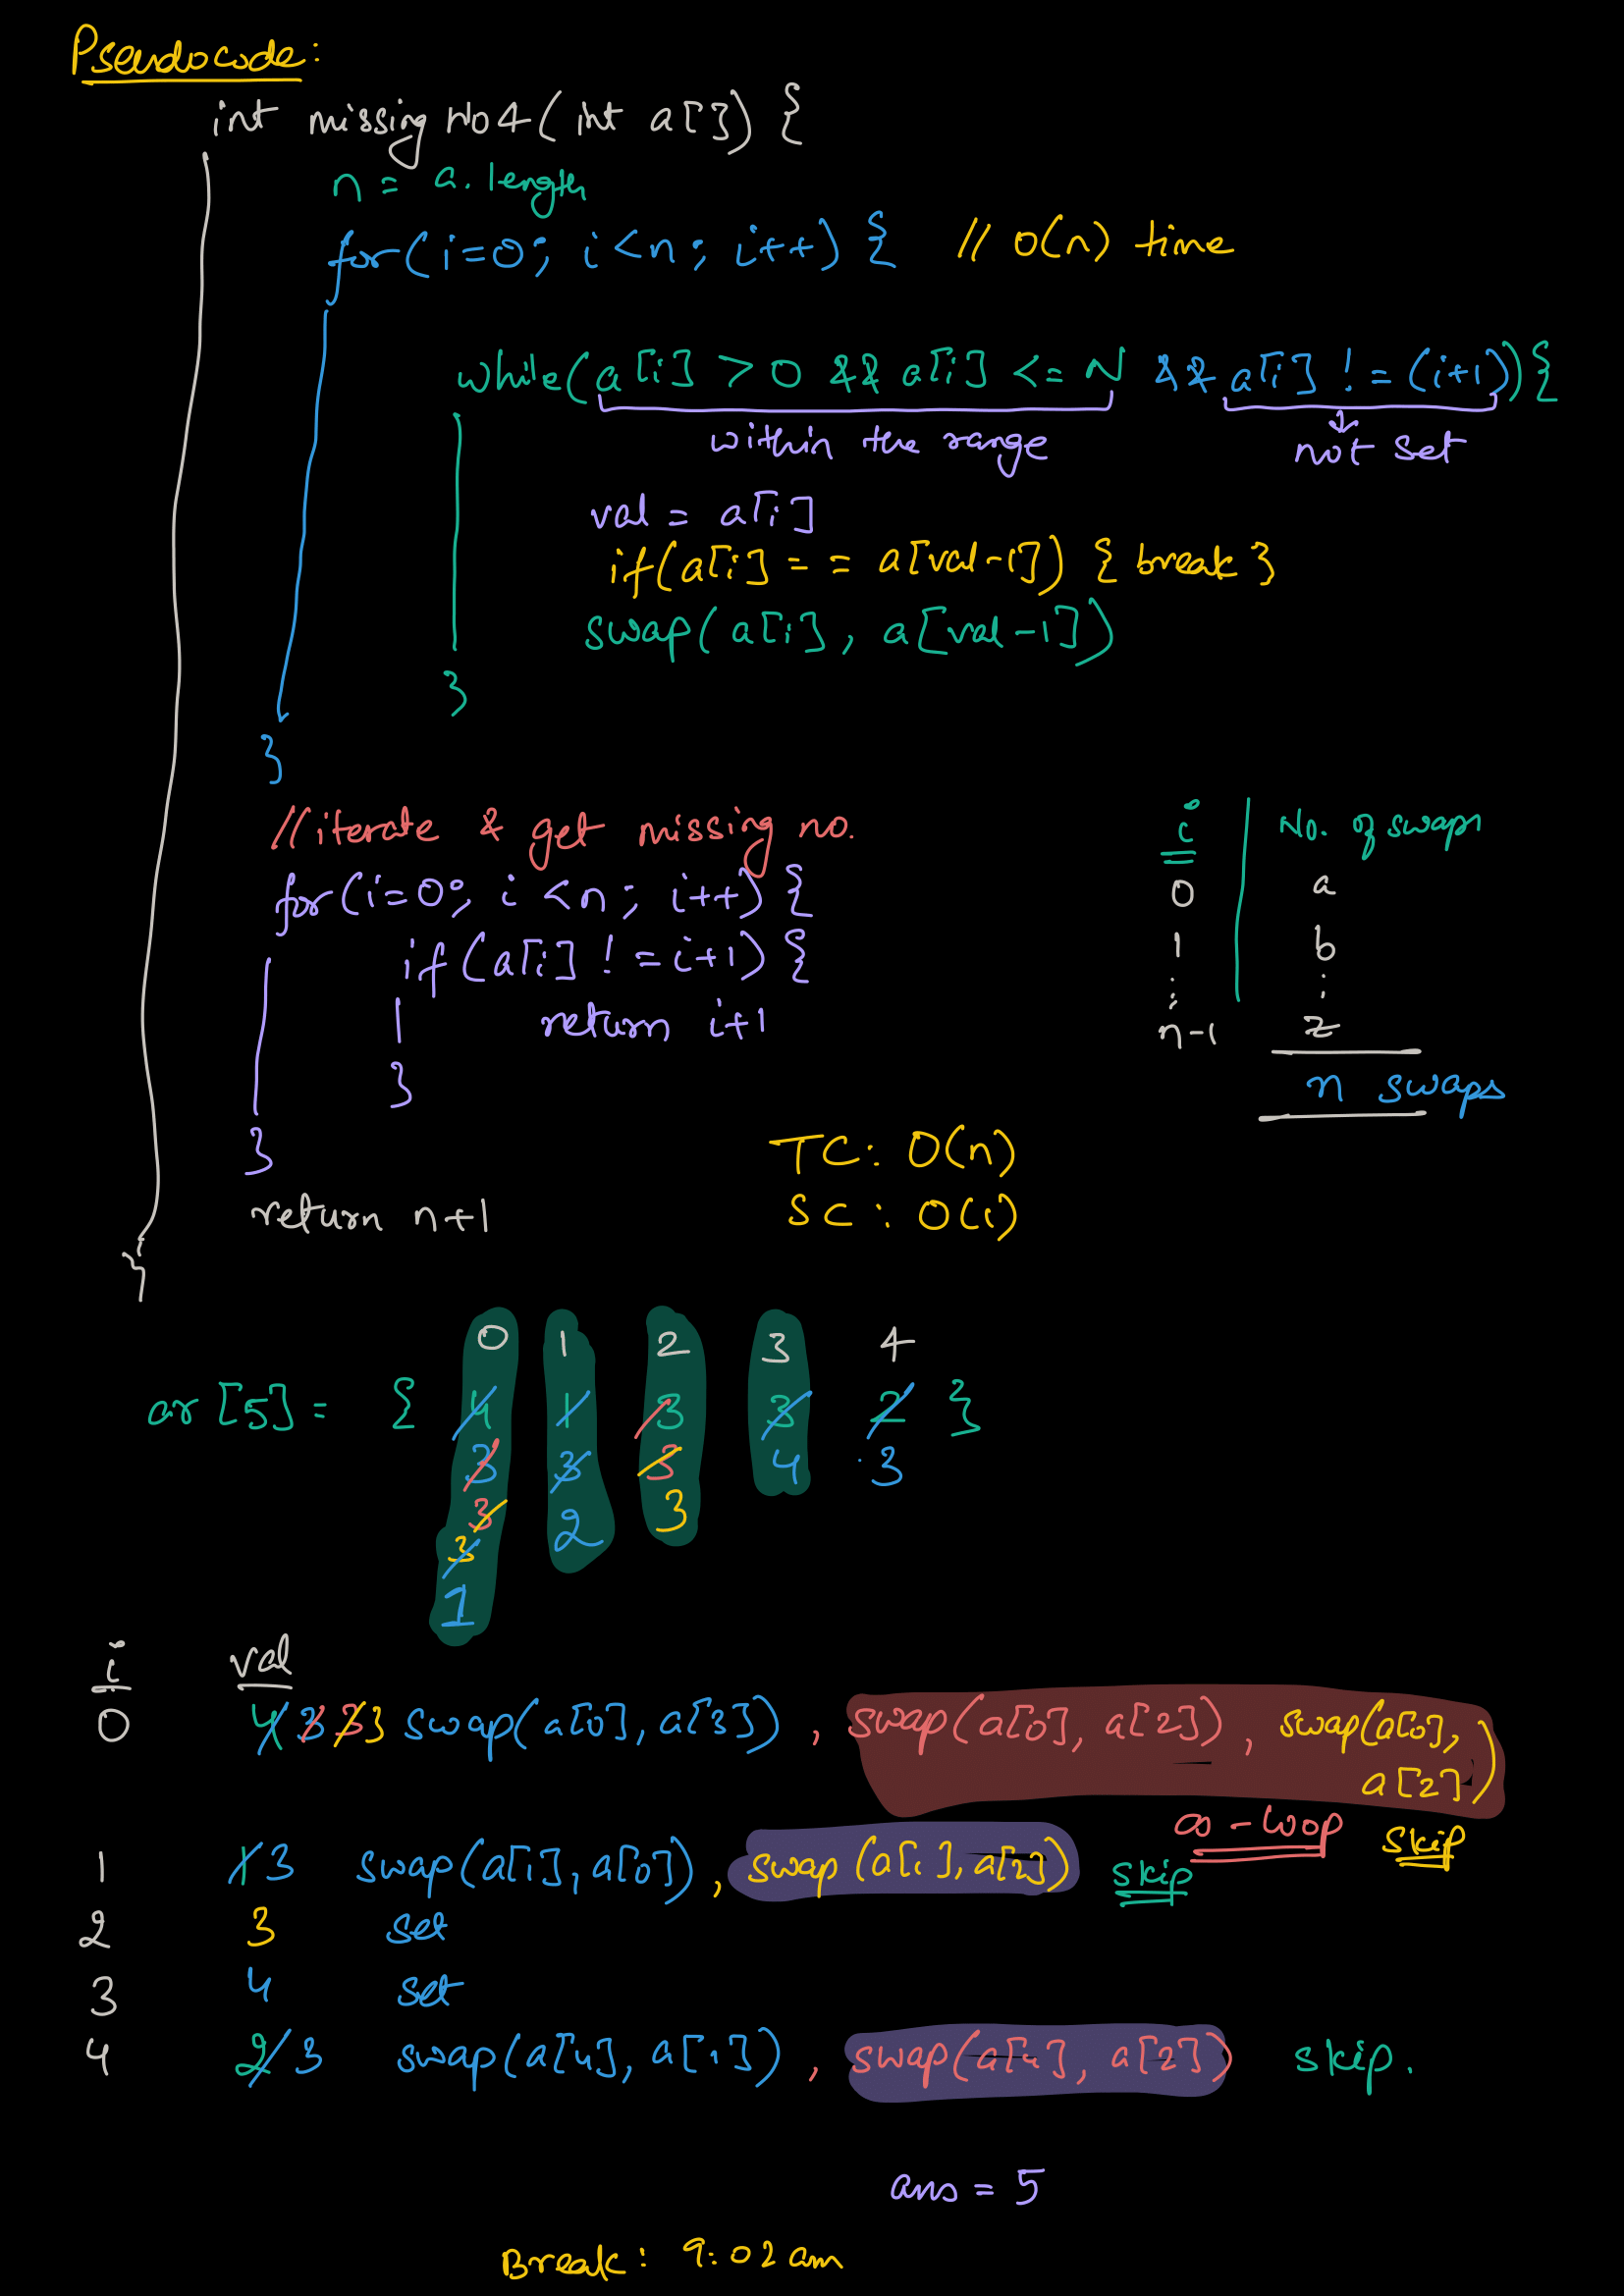 Pseudocode:
int missingNo4(int a[]) {
n = a.length
for(i=0; i<n; i++) { // O(n) time
while(a[i] > 0 && a[i] <= N && a[i] != (i+1)){
within the range not set
val = a[i]
if(a[i] == a[val-1]) { break }
swap(a[i], a[val-1])
}
}
//iterate & get missing no.
for(i=0; i<n; i++) {
if(a[i] != i+1) {
return i+1
}
}
return n+1
}
i No. of swaps
0 a
1 b
: :
n-1 z
n swaps
TC: O(n)
SC: O(1)
0 1 2 3 4
ar[5] = { 4 1 3 3 2 }
3 3 3 4 3
3 2 3
3
1
i val
0 4 3 3 3 swap(a[0], a[3]), swap(a[0], a[2]), swap(a[0], a[2])
∞-loop skip
1 1 3 swap(a[1], a[0]), swap(a[1], a[2]) skip
2 3 set
3 4 set
4 2 3 swap(a[4], a[1]), swap(a[4], a[2]) skip.
ans = 5
Break: 9:02am